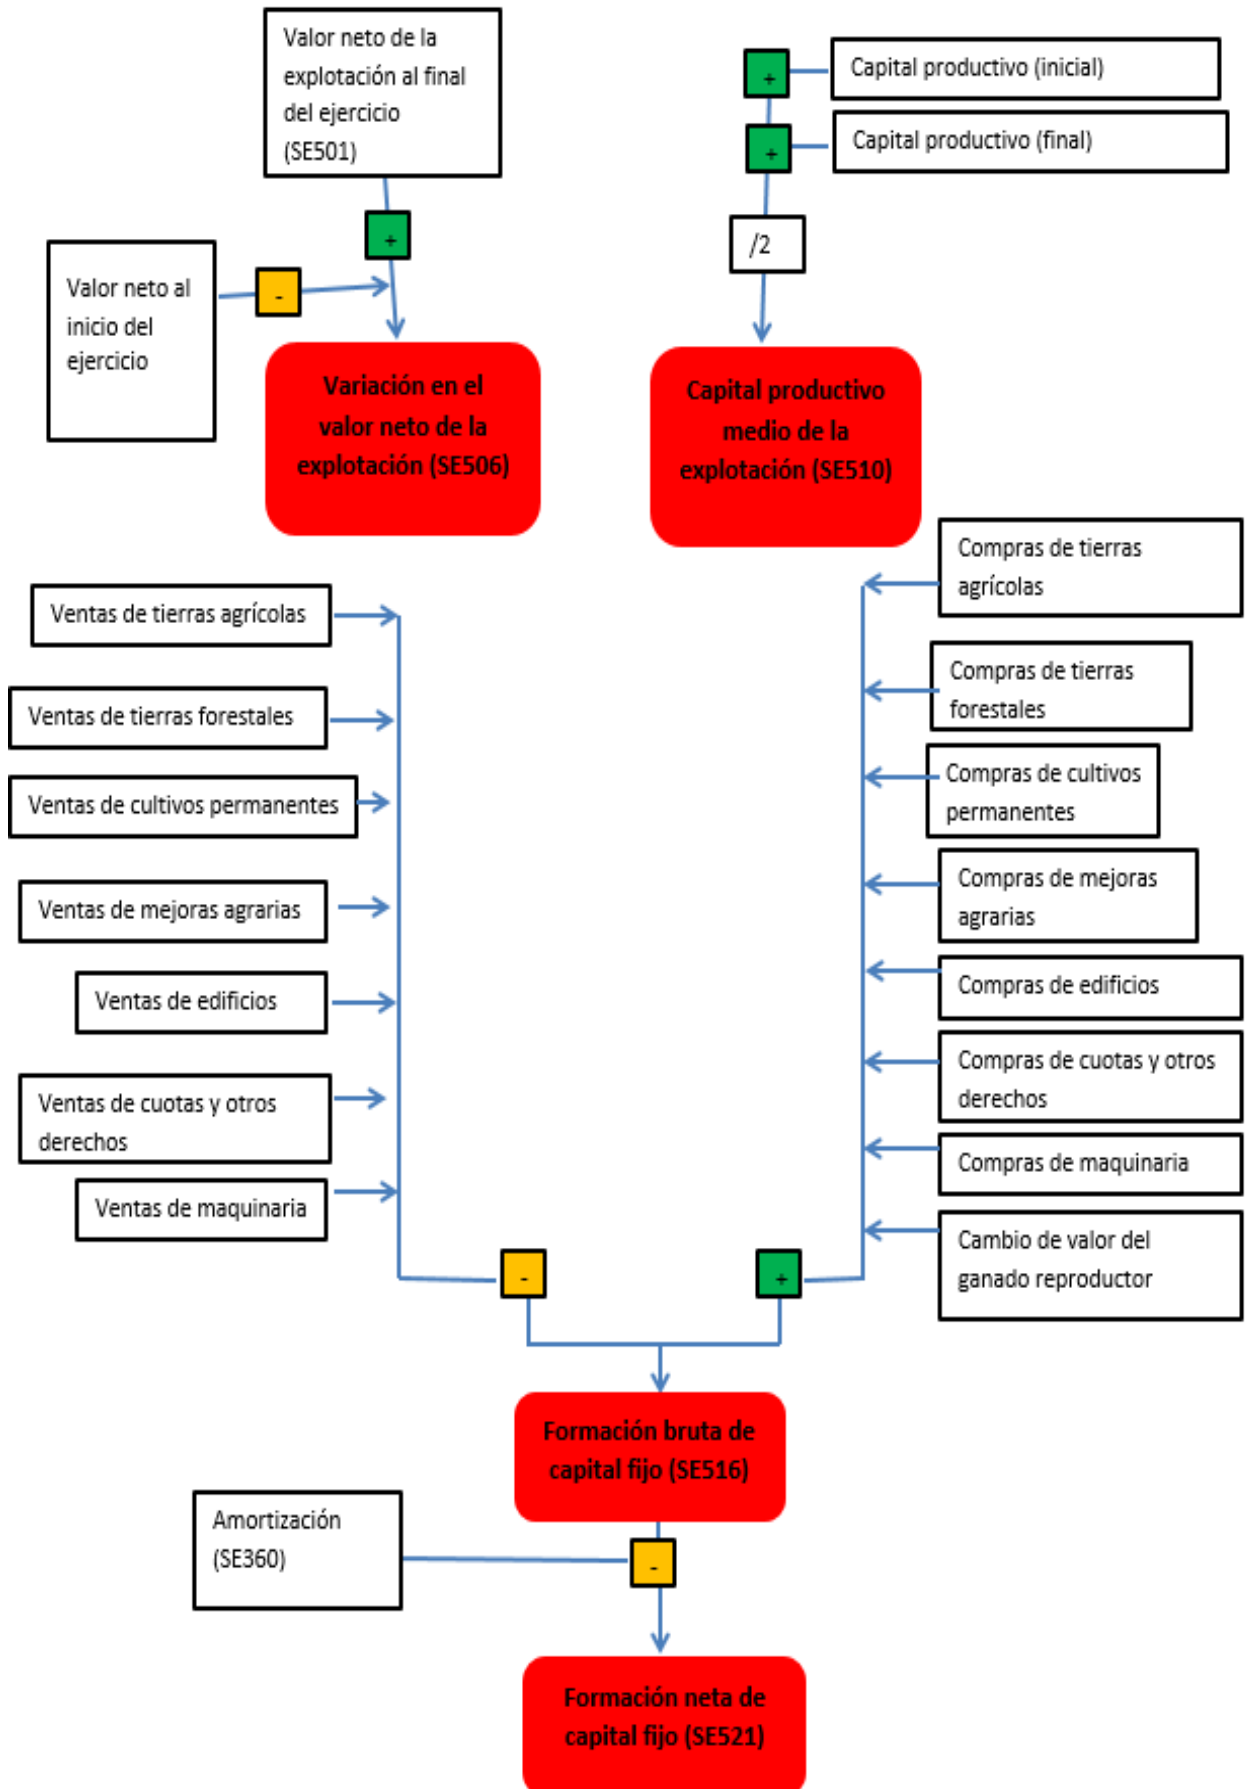 Valor neto de la
explotación al final
del ejercicio
(SE501)
+
Valor neto al
inicio del
ejercicio
-
Variación en el
valor neto de la
explotación (SE506)
+
Capital productivo (inicial)
+
Capital productivo (final)
/2
Capital productivo
medio de la
explotación (SE510)
Ventas de tierras agrícolas
Ventas de tierras forestales
Ventas de cultivos permanentes
Ventas de mejoras agrarias
Ventas de edificios
Ventas de cuotas y otros
derechos
Ventas de maquinaria
-
Compras de tierras
agrícolas
Compras de tierras
forestales
Compras de cultivos
permanentes
Compras de mejoras
agrarias
Compras de edificios
Compras de cuotas y otros
derechos
Compras de maquinaria
Cambio de valor del
ganado reproductor
+
Formación bruta de
capital fijo (SE516)
Amortización
(SE360)
-
Formación neta de
capital fijo (SE521)